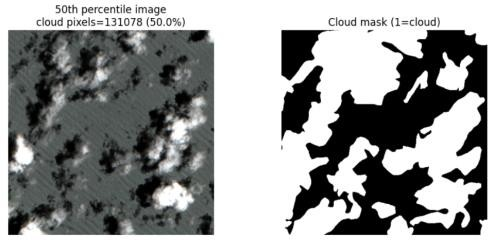 50th percentile image
cloud pixels=131078 (50.0%)
Cloud mask (1=cloud)